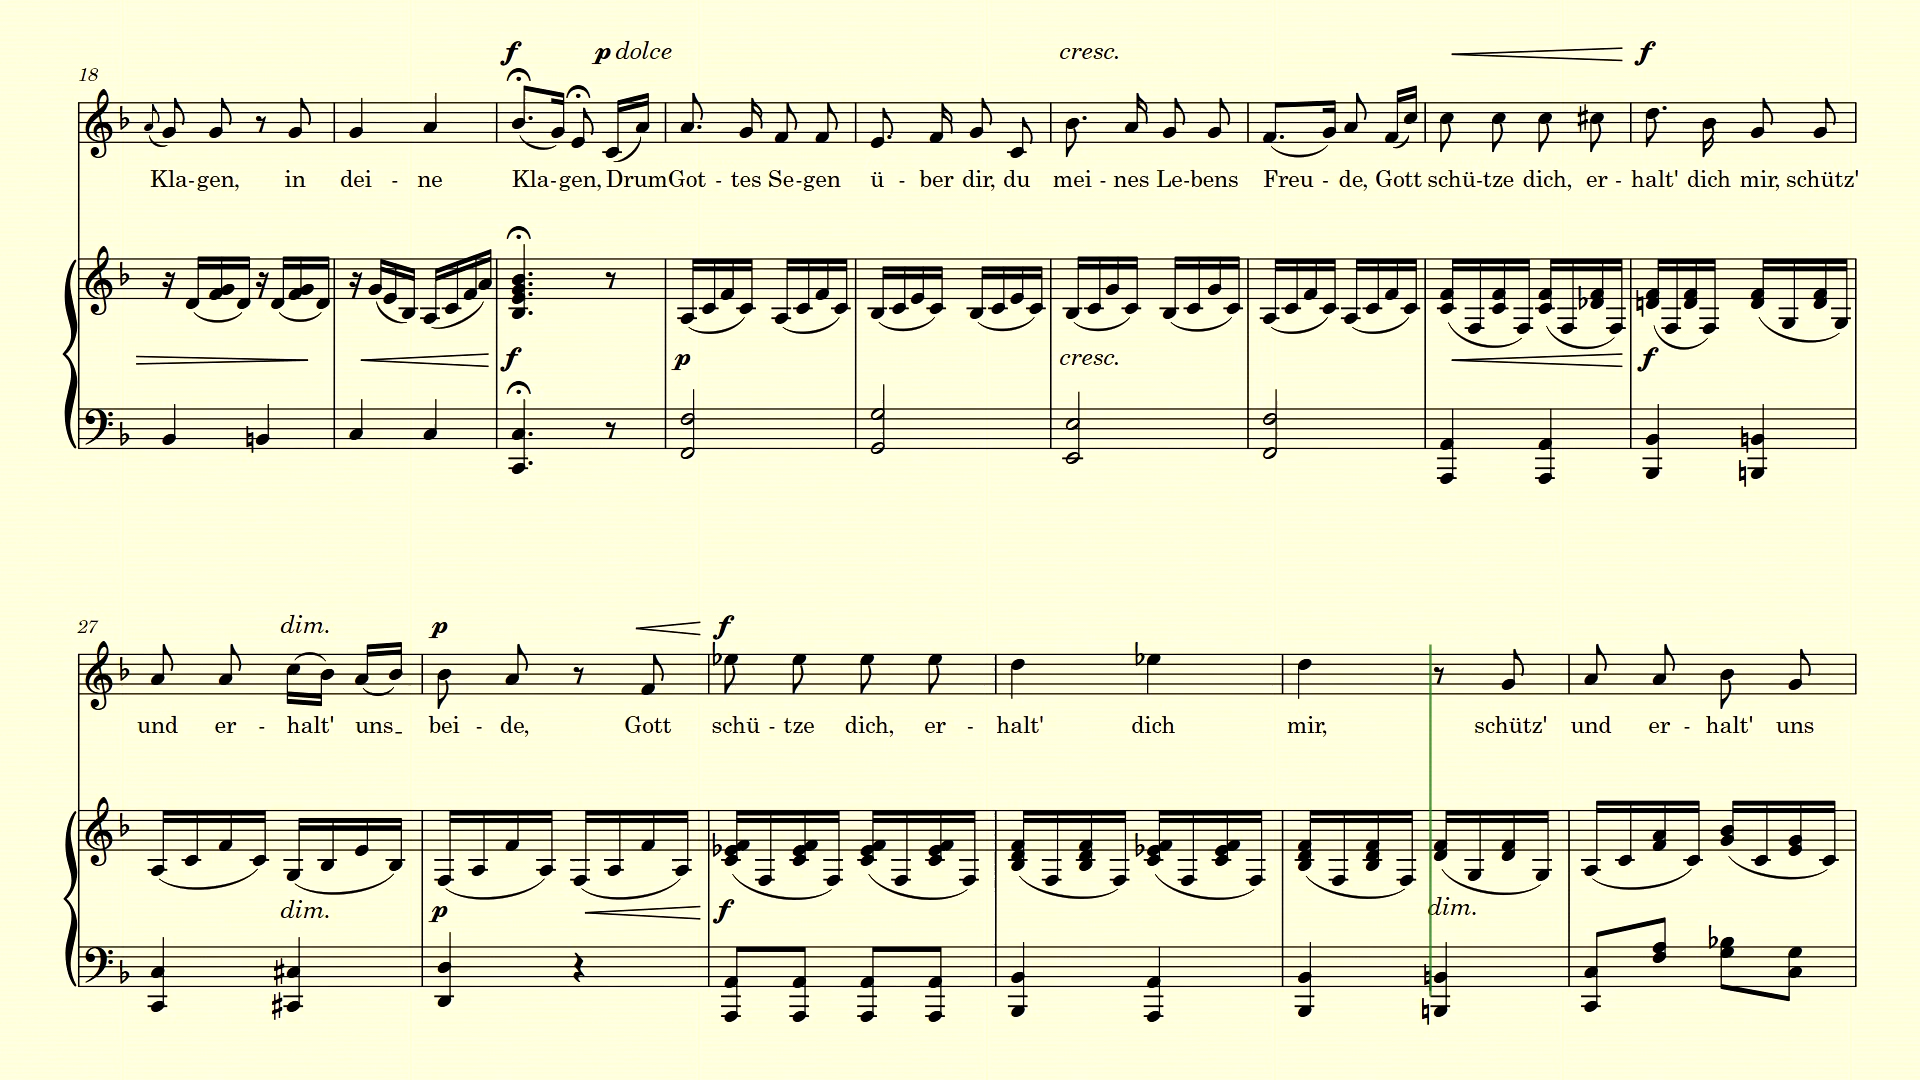 f p dolce cresc. f
18
Kla-gen, in dei - ne Kla-gen, Drum Got - tes Se-gen ü - ber dir, du mei - nes Le-bens Freu - de, Gott schü-tze dich, er - halt' dich mir, schütz'
f p cresc. f
dim. p f
27
und er - halt' uns_ bei - de, Gott schü - tze dich, er - halt' dich mir, schütz' und er - halt' uns
dim. p f dim.